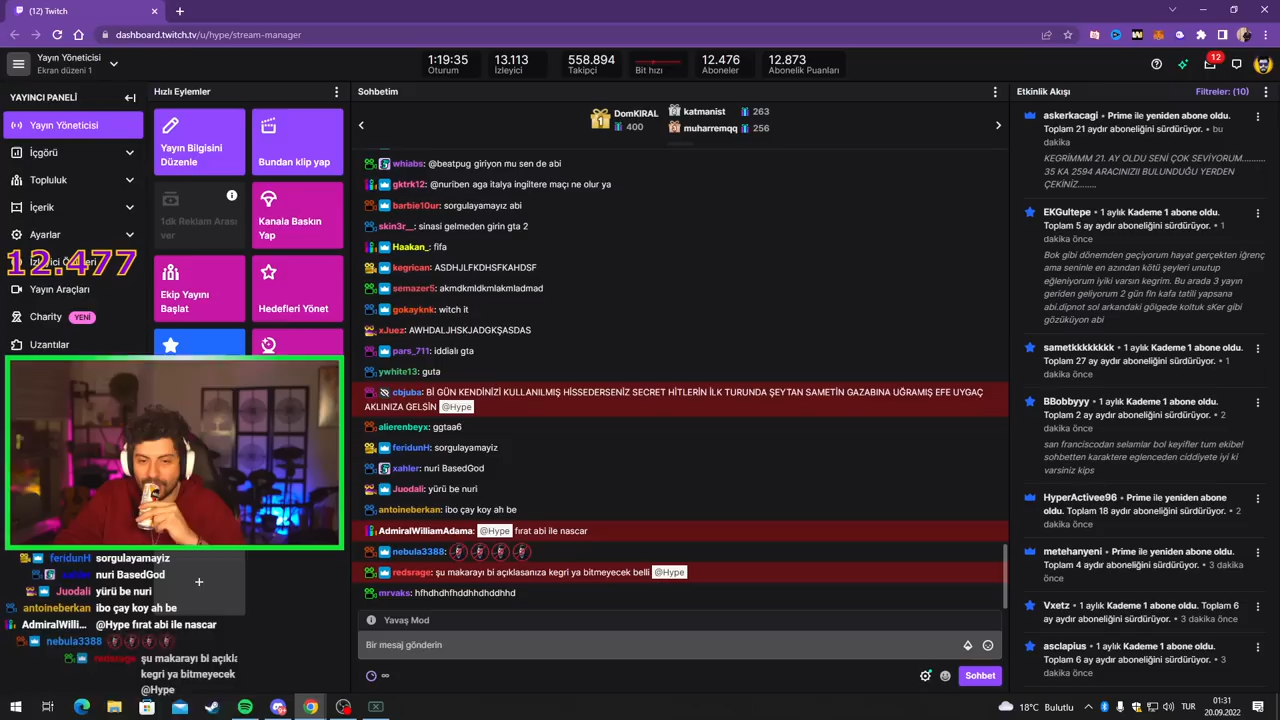 (12) Twitch
dashboard.twitch.tv/u/hype/stream-manager
Yayın Yöneticisi
Ekran düzeni 1
1:19:35
Oturum
13.113
İzleyici
558.894
Takipçi
Bit hızı
12.476
Aboneler
12.873
Abonelik Puanları
12
YAYINCI PANELİ
Yayın Yöneticisi
İçgörü
Topluluk
İçerik
Ayarlar
12.477
Yayın Araçları
Charity YENİ
Uzantılar
Hızlı Eylemler
Yayın Bilgisini
Düzenle
Bundan klip yap
1dk Reklam Arası
ver
Kanala Baskın
Yap
Ekip Yayını
Başlat
Hedefleri Yönet
feridunH sorgulayamayiz
xahler nuri BasedGod
Juodali yürü be nuri
antoineberkan ibo çay koy ah be
AdmiralWilli... @Hype fırat abi ile nascar
nebula3388
redsrage şu makarayı bi açıkla
kegri ya bitmeyecek
@Hype
Sohbetim
1 DomKIRAL
400
katmanist 263
muharremqq 256
whiabs: @beatpug giriyon mu sen de abi
gktrk12: @nuriben aga italya ingiltere maçı ne olur ya
barbie10ur: sorgulayamayız abi
skin3r__: sinasi gelmeden girin gta 2
Haakan_: fifa
kegrican: ASDHJLFKDHSFKAHDSF
semazer5: akmdkmldkmlakmladmad
gokayknk: witch it
xJuez: AWHDALJHSKJADGKŞASDAS
pars_711: iddialı gta
ywhite13: guta
cbjuba: Bİ GÜN KENDİNİZİ KULLANILMIŞ HİSSEDERSENİZ SECRET HİTLERİN İLK TURUNDA ŞEYTAN SAMETİN GAZABINA UĞRAMIŞ EFE UYGAÇ
AKLINIZA GELSİN @Hype
alierenbeyx: ggtaa6
feridunH: sorgulayamayiz
xahler: nuri BasedGod
Juodali: yürü be nuri
antoineberkan: ibo çay koy ah be
AdmiralWilliamAdama: @Hype fırat abi ile nascar
nebula3388:
redsrage: şu makarayı bi açıklasanıza kegri ya bitmeyecek belli @Hype
mrvaks: hfhdhfhfddhhdhddhhd
Yavaş Mod
Bir mesaj gönderin
∞
Sohbet
Etkinlik Akışı
Filtreler: (10)
askerkacagi • Prime ile yeniden abone oldu.
Toplam 21 aydır aboneliğini sürdürüyor. • bu
dakika
KEGRİMMM 21. AY OLDU SENİ ÇOK SEVİYORUM..........
35 KA 2594 ARACINIZI BULUNDUĞU YERDEN
ÇEKİNİZ........
EKGultepe • 1 aylık Kademe 1 abone oldu.
Toplam 5 ay aydır aboneliğini sürdürüyor. • 1
dakika önce
Bok gibi dönemden geçiyorum hayat gerçekten iğrenç
ama seninle en azından kötü şeyleri unutup
eğleniyorum iyiki varsın kegrim. Bu arada 3 yayın
geriden geliyorum 2 gün fln kafa tatili yapsana
abi.dipnot sol arkandaki gölgede koltuk sKer gibi
gözüküyon abi
sametkkkkkkkk • 1 aylık Kademe 1 abone oldu.
Toplam 27 ay aydır aboneliğini sürdürüyor. • 1
dakika önce
BBobbyyy • 1 aylık Kademe 1 abone oldu.
Toplam 2 ay aydır aboneliğini sürdürüyor. • 2
dakika önce
san franciscodan selamlar bol keyifler tum ekibe!
sohbetten karaktere eglenceden ciddiyete iyi ki
varsiniz kips
HyperActivee96 • Prime ile yeniden abone
oldu. Toplam 18 aydır aboneliğini sürdürüyor. • 2
dakika önce
metehanyeni • Prime ile yeniden abone oldu.
Toplam 4 aydır aboneliğini sürdürüyor. • 3 dakika
önce
Vxetz • 1 aylık Kademe 1 abone oldu. Toplam 6
ay aydır aboneliğini sürdürüyor. • 3 dakika önce
asclapius • 1 aylık Kademe 1 abone oldu.
Toplam 6 ay aydır aboneliğini sürdürüyor. • 3
dakika önce
18°C Bulutlu
TUR
01:31
20.09.2022